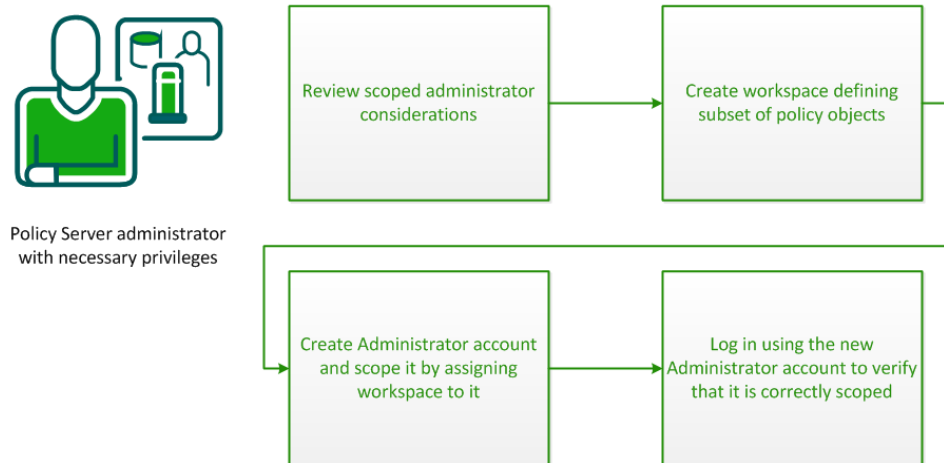 Review scoped administrator
considerations
Create workspace defining
subset of policy objects
Policy Server administrator
with necessary privileges
Create Administrator account
and scope it by assigning
workspace to it
Log in using the new
Administrator account to verify
that it is correctly scoped